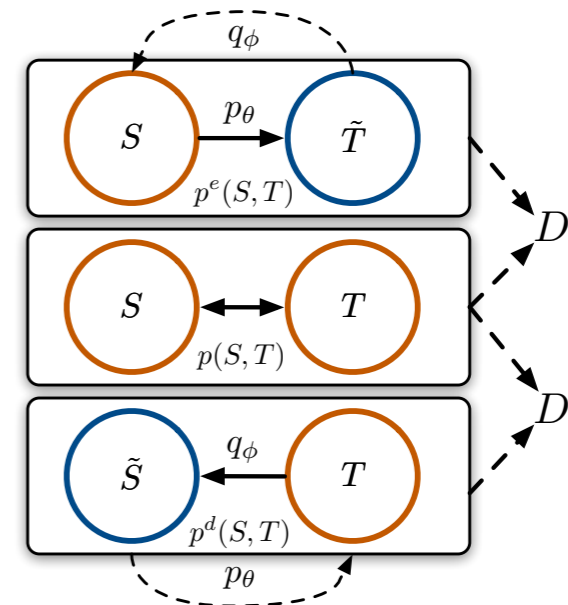 q_ϕ
S p_θ T̃
p^e(S, T)
D
S T
p(S, T)
D
S̃ q_ϕ T
p^d(S, T)
p_θ